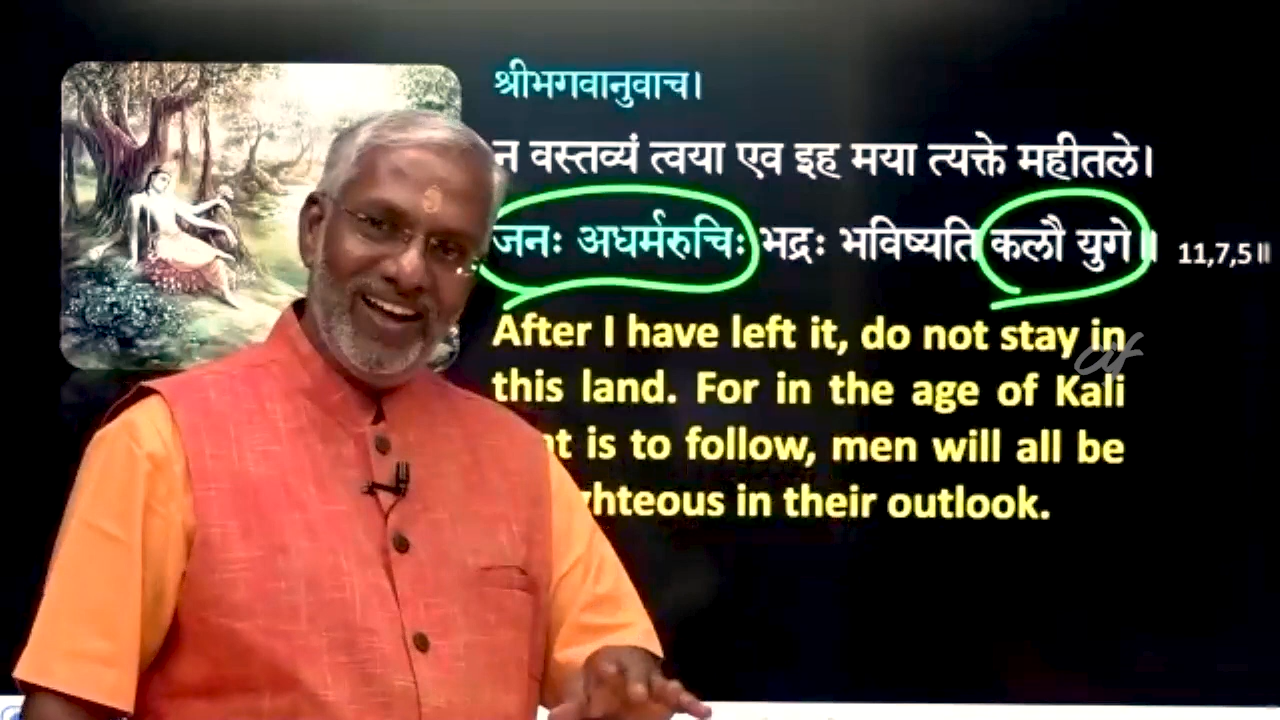 श्रीभगवानुवाच।
न वस्तव्यं त्वया एव इह मया त्यक्ते महीतले।
जनः अधर्मरुचिः भद्रः भविष्यति कलौ युगे॥ 11,7,5॥
After I have left it, do not stay in
of
this land. For in the age of Kali
is to follow, men will all be
in their outlook.